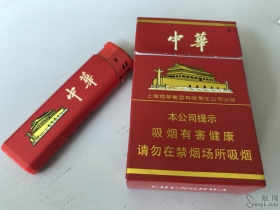 中華
中華
上海烟草集团有限责任公司出品
本公司提示
吸烟有害健康
请勿在禁烟场所吸烟
CHUNGHWA